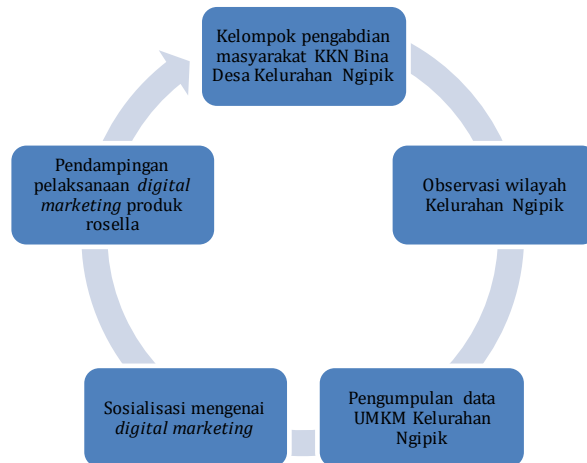 Kelompok pengabdian
masyarakat KKN Bina
Desa Kelurahan Ngipik
Observasi wilayah
Kelurahan Ngipik
Pengumpulan data
UMKM Kelurahan
Ngipik
Sosialisasi mengenai
digital marketing
Pendampingan
pelaksanaan digital
marketing produk
rosella